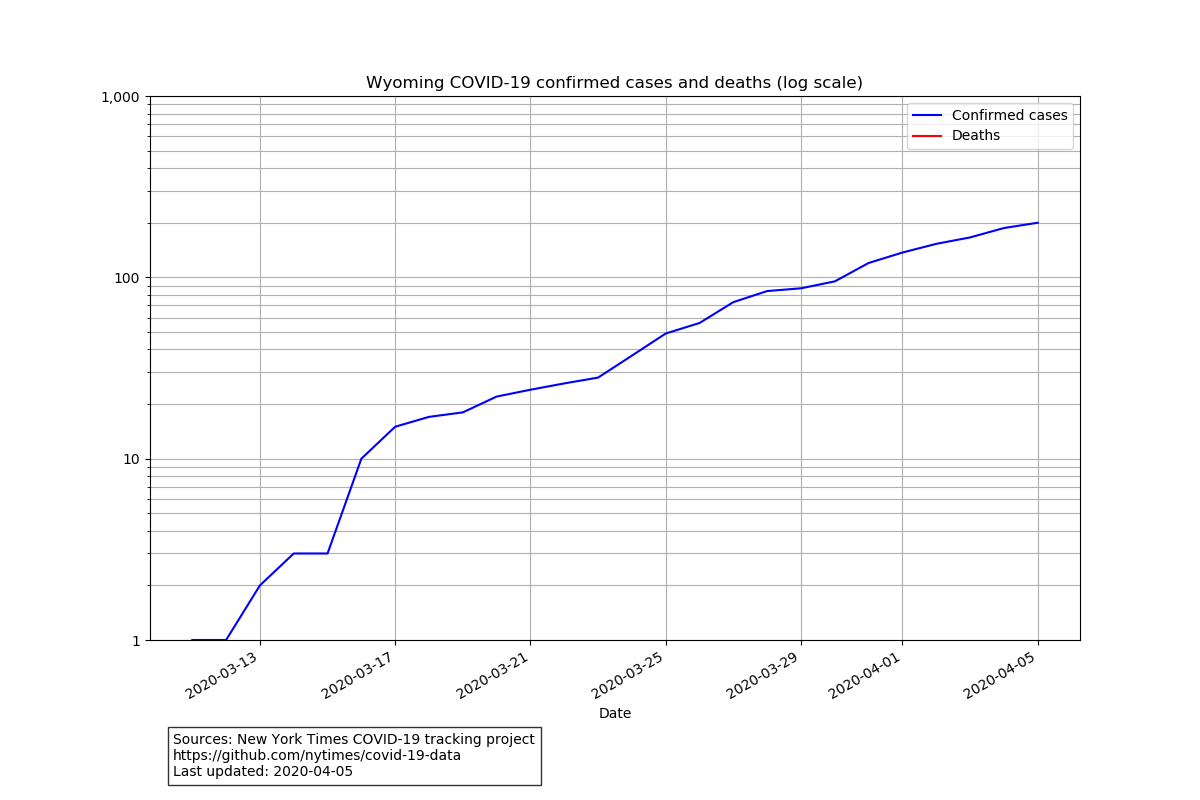 Wyoming COVID-19 confirmed cases and deaths (log scale)
1,000
100
10
1
Confirmed cases
Deaths
2020-03-13
2020-03-17
2020-03-21
2020-03-25
2020-03-29
2020-04-01
2020-04-05
Date
Sources: New York Times COVID-19 tracking project
https://github.com/nytimes/covid-19-data
Last updated: 2020-04-05